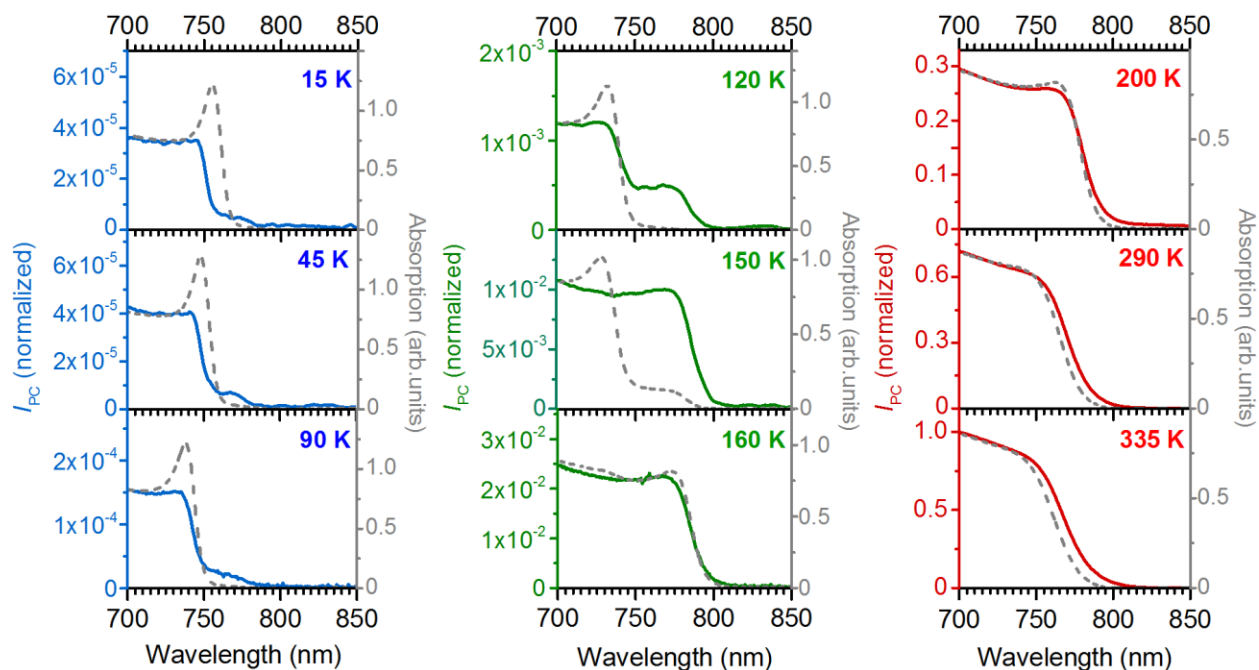 700 750 800 850
700 750 800 850
700 750 800 850
6x10⁻⁵
4x10⁻⁵
2x10⁻⁵
0
15 K
1.0
0.5
0
2x10⁻³
1x10⁻³
0
120 K
1.0
0.5
0
0.3
0.2
0.1
0
200 K
0.5
0
6x10⁻⁵
4x10⁻⁵
2x10⁻⁵
0
45 K
1.0
0.5
0
1x10⁻²
5x10⁻³
0
150 K
1.0
0.5
0
0.6
0.3
0
290 K
0.5
0
2x10⁻⁴
1x10⁻⁴
0
90 K
1.0
0.5
0
3x10⁻²
2x10⁻²
1x10⁻²
0
160 K
1.0
0.5
0
1.0
0.5
0
335 K
0.5
0
I_PC (normalized)
Absorption (arb.units)
I_PC (normalized)
Absorption (arb.units)
I_PC (normalized)
Absorption (arb.units)
700 750 800 850
700 750 800 850
700 750 800 850
Wavelength (nm)
Wavelength (nm)
Wavelength (nm)